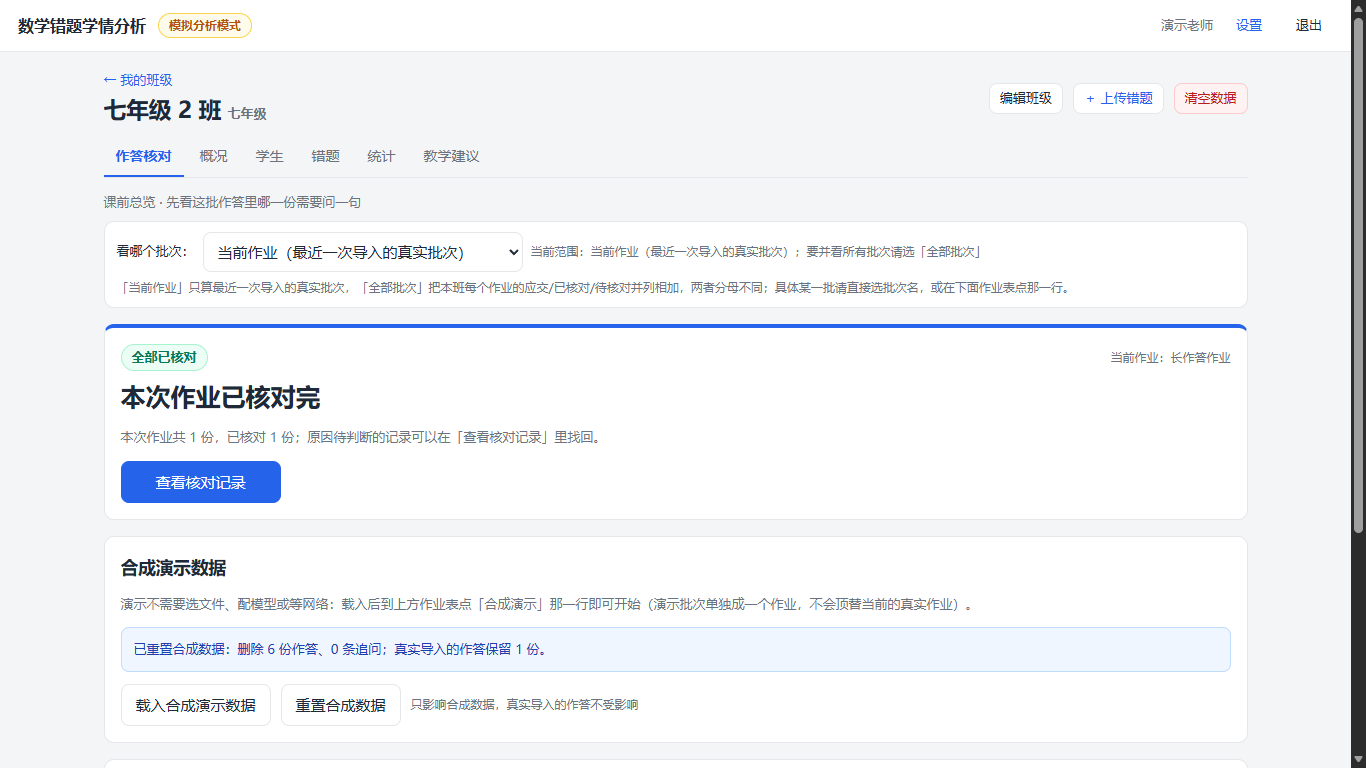 数学错题学情分析 模拟分析模式 演示老师 设置 退出
← 我的班级
七年级 2 班 七年级 编辑班级 + 上传错题 清空数据
作答核对 概况 学生 错题 统计 教学建议
课前总览 · 先看这批作答里哪一份需要问一句
看哪个批次： 当前作业（最近一次导入的真实批次） 当前范围：当前作业（最近一次导入的真实批次）；要并看所有批次请选「全部批次」
「当前作业」只算最近一次导入的真实批次，「全部批次」把本班每个作业的应交/已核对/待核对并列相加，两者分母不同；具体某一批请直接选批次名，或在下面作业表点那一行。
全部已核对 当前作业：长作答作业
本次作业已核对完
本次作业共 1 份，已核对 1 份；原因待判断的记录可以在「查看核对记录」里找回。
查看核对记录
合成演示数据
演示不需要选文件、配模型或等网络：载入后到上方作业表点「合成演示」那一行即可开始（演示批次单独成一个作业，不会顶替当前的真实作业）。
已重置合成数据：删除 6 份作答、0 条追问；真实导入的作答保留 1 份。
载入合成演示数据 重置合成数据 只影响合成数据，真实导入的作答不受影响